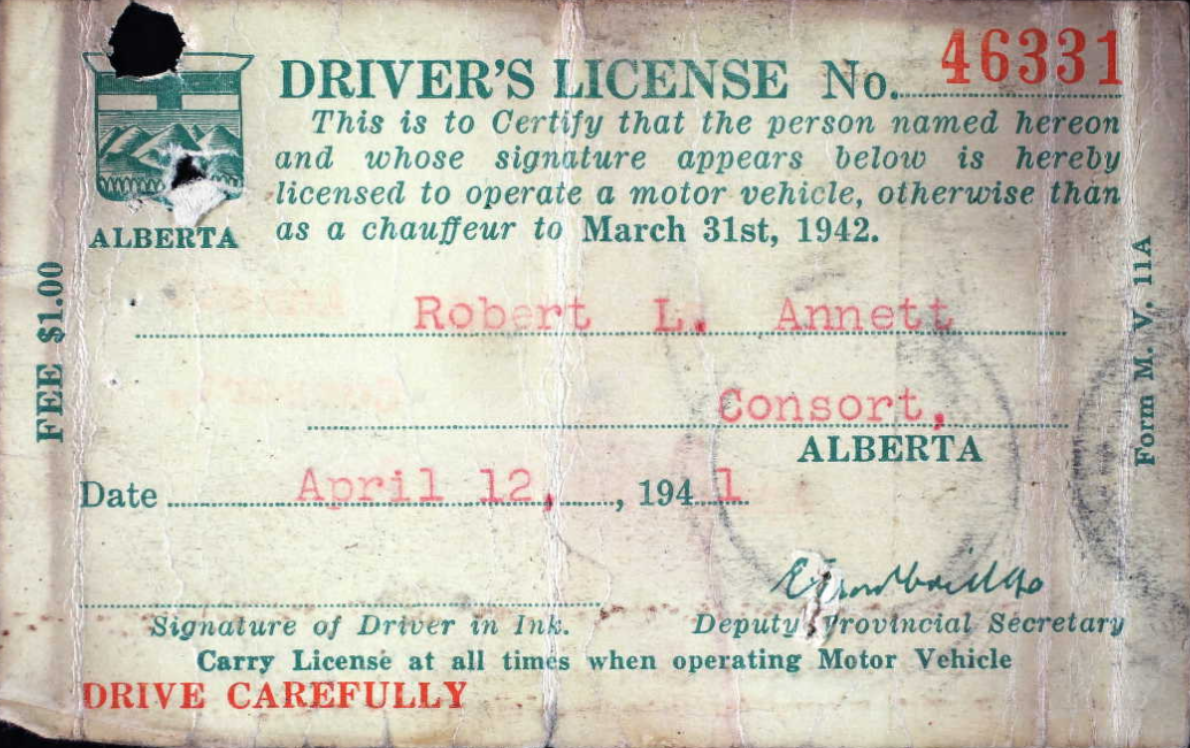 DRIVER'S LICENSE No. 46331
This is to Certify that the person named hereon
and whose signature appears below is hereby
licensed to operate a motor vehicle, otherwise than
as a chauffeur to March 31st, 1942.
ALBERTA
FEE $1.00
Form M. V. 11A
Robert L. Annett
Consort,
ALBERTA
Date April 12, , 194 1
Signature of Driver in Ink.
Deputy Provincial Secretary
Carry License at all times when operating Motor Vehicle
DRIVE CAREFULLY